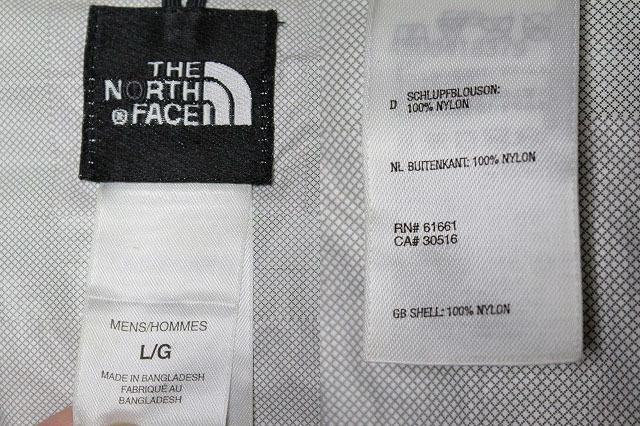 THE
NORTH
® FACE
MENS/HOMMES
L/G
MADE IN BANGLADESH
FABRIQUÉ AU
BANGLADESH
D SCHLUPFBLOUSON:
100% NYLON
NL BUITENKANT: 100% NYLON
RN# 61661
CA# 30516
GB SHELL: 100% NYLON